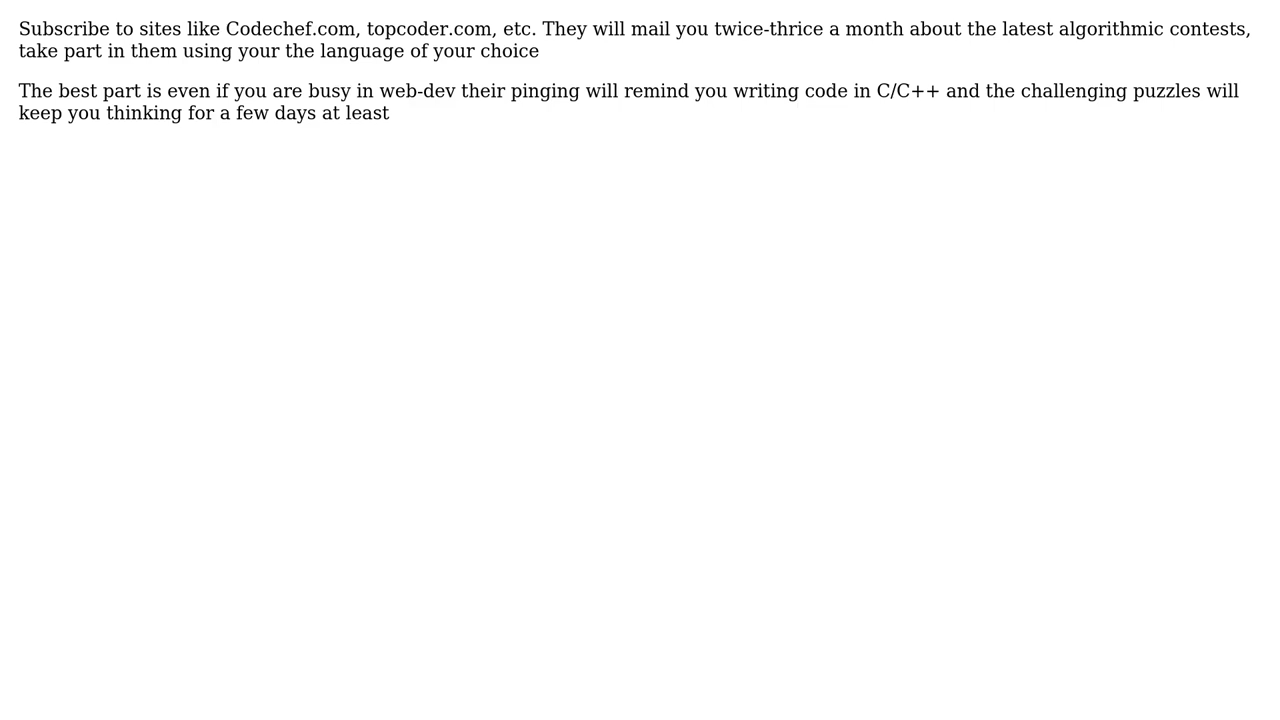 Subscribe to sites like Codechef.com, topcoder.com, etc. They will mail you twice-thrice a month about the latest algorithmic contests,
take part in them using your the language of your choice
The best part is even if you are busy in web-dev their pinging will remind you writing code in C/C++ and the challenging puzzles will
keep you thinking for a few days at least